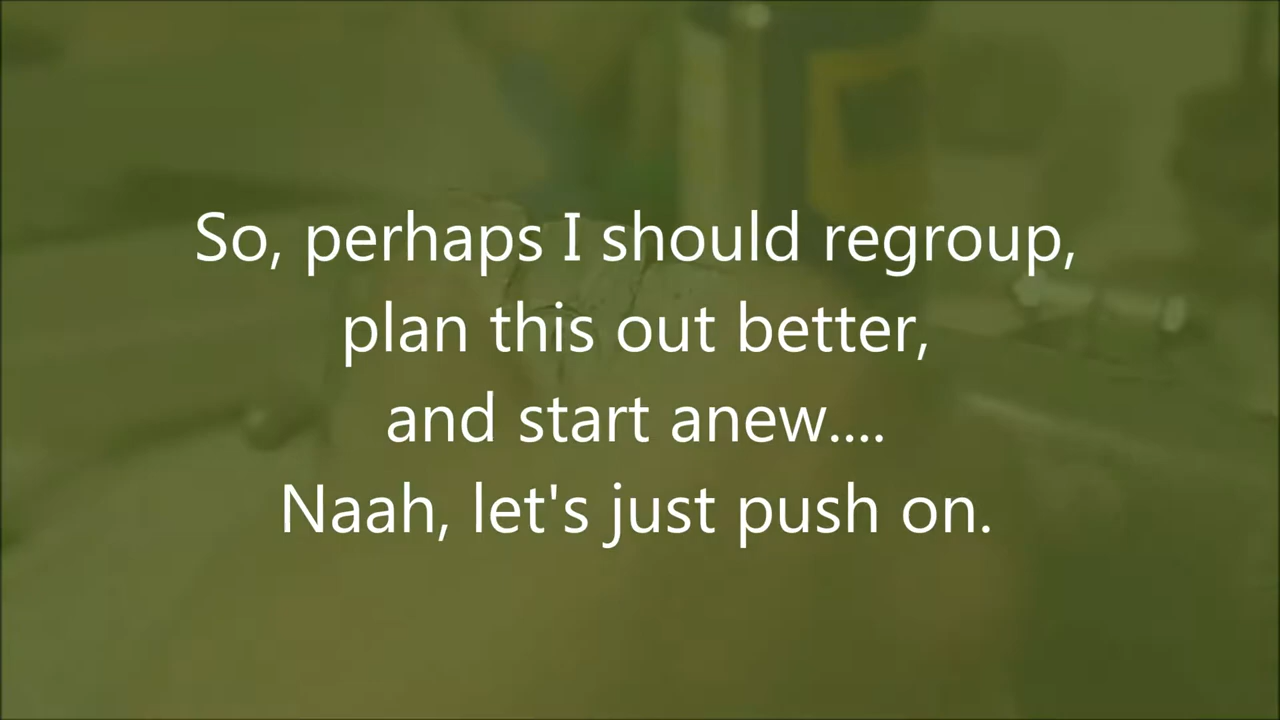 So, perhaps I should regroup,
plan this out better,
and start anew....
Naah, let's just push on.